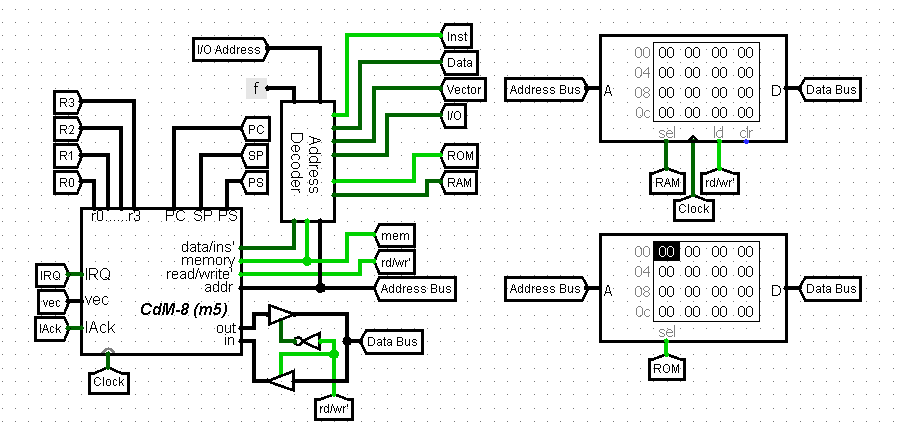 I/O Address
Inst
Data
Vector
I/O
ROM
RAM
f
Address
Decoder
R3
R2
R1
R0
PC
SP
PS
r0......r3 PC SP PS
data/ins'
memory
read/write'
addr
IRQ
IRQ
vec
vec
IAck
IAck
CdM-8 (m5)
out
in
Clock
mem
rd/wr'
Address Bus
Data Bus
rd/wr'
Address Bus
A
00 00 00 00 00
04 00 00 00 00
08 00 00 00 00
0c 00 00 00 00
D
Data Bus
sel
ld
clr
RAM
rd/wr'
Clock
Address Bus
A
00 00 00 00 00
04 00 00 00 00
08 00 00 00 00
0c 00 00 00 00
D
Data Bus
sel
ROM